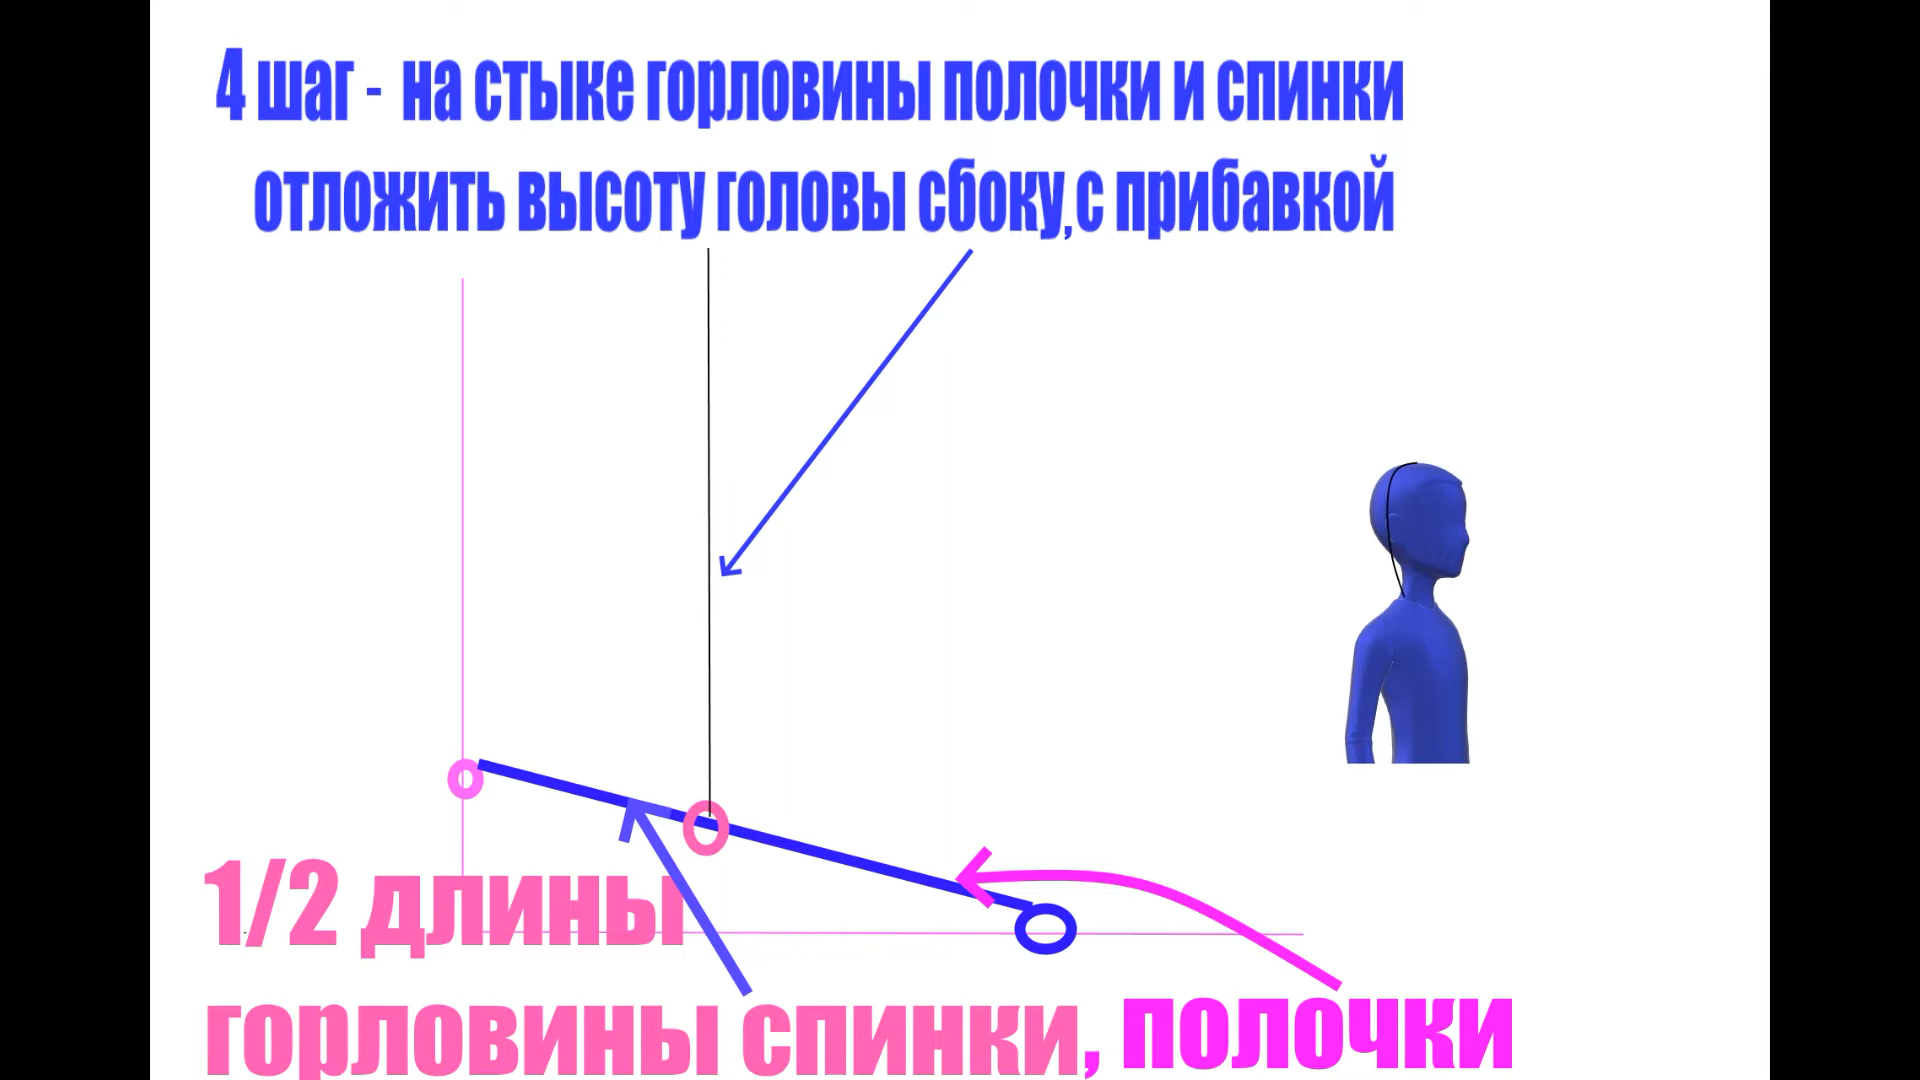 4 шаг - на стыке горловины полочки и спинки
отложить высоту головы сбоку,с прибавкой
1/2 длины
горловины спинки, полочки